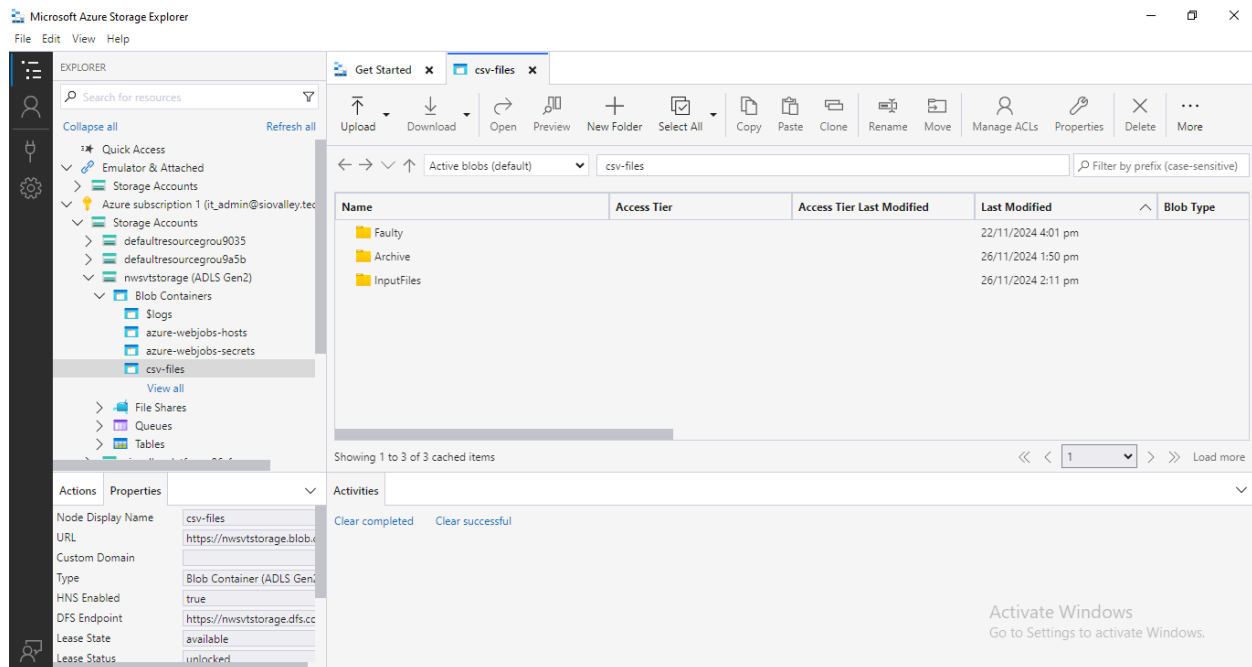 Microsoft Azure Storage Explorer
File Edit View Help
EXPLORER
Search for resources
Collapse all Refresh all
Quick Access
Emulator & Attached
Storage Accounts
Azure subscription 1 (it_admin@siovalley.tec
Storage Accounts
defaultresourcegrou9035
defaultresourcegrou9a5b
nwsvtstorage (ADLS Gen2)
Blob Containers
$logs
azure-webjobs-hosts
azure-webjobs-secrets
csv-files
View all
File Shares
Queues
Tables
Get Started csv-files
Upload Download Open Preview New Folder Select All Copy Paste Clone Rename Move Manage ACLs Properties Delete More
Active blobs (default) csv-files Filter by prefix (case-sensitive)
Name Access Tier Access Tier Last Modified Last Modified Blob Type
Faulty 22/11/2024 4:01 pm
Archive 26/11/2024 1:50 pm
InputFiles 26/11/2024 2:11 pm
Showing 1 to 3 of 3 cached items 1 Load more
Actions Properties
Node Display Name csv-files
URL https://nwsvtstorage.blob.c
Custom Domain
Type Blob Container (ADLS Gen2
HNS Enabled true
DFS Endpoint https://nwsvtstorage.dfs.cc
Lease State available
Lease Status unlocked
Activities
Clear completed Clear successful
Activate Windows
Go to Settings to activate Windows.